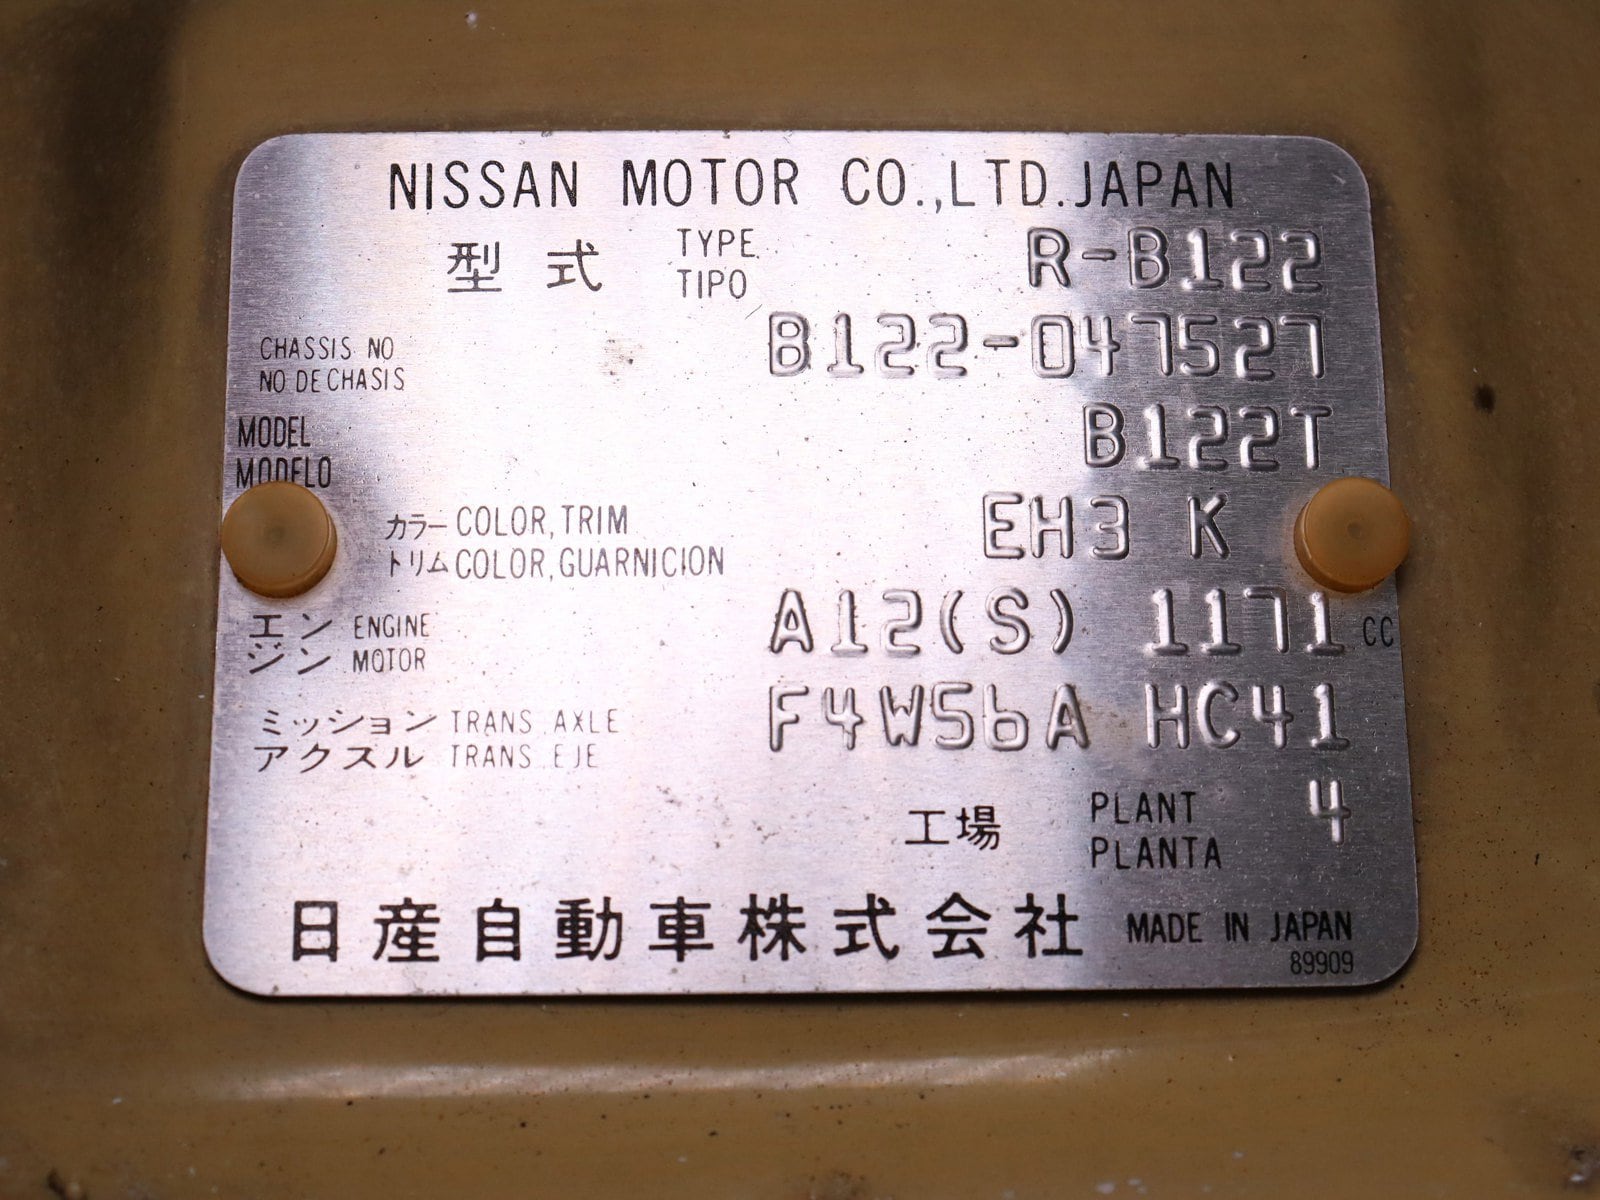 NISSAN MOTOR CO.,LTD. JAPAN
型式 TYPE R-B122
TIPO
CHASSIS NO B122-047527
NO DE CHASIS
MODEL B122T
MODELO
カラー COLOR, TRIM EH3 K
トリム COLOR, GUARNICION
エン ENGINE A12(S) 1171 CC
ジン MOTOR
ミッション TRANS. AXLE F4W56A HC41
アクスル TRANS. EJE
工場 PLANT 4
PLANTA
日産自動車株式会社 MADE IN JAPAN
89909